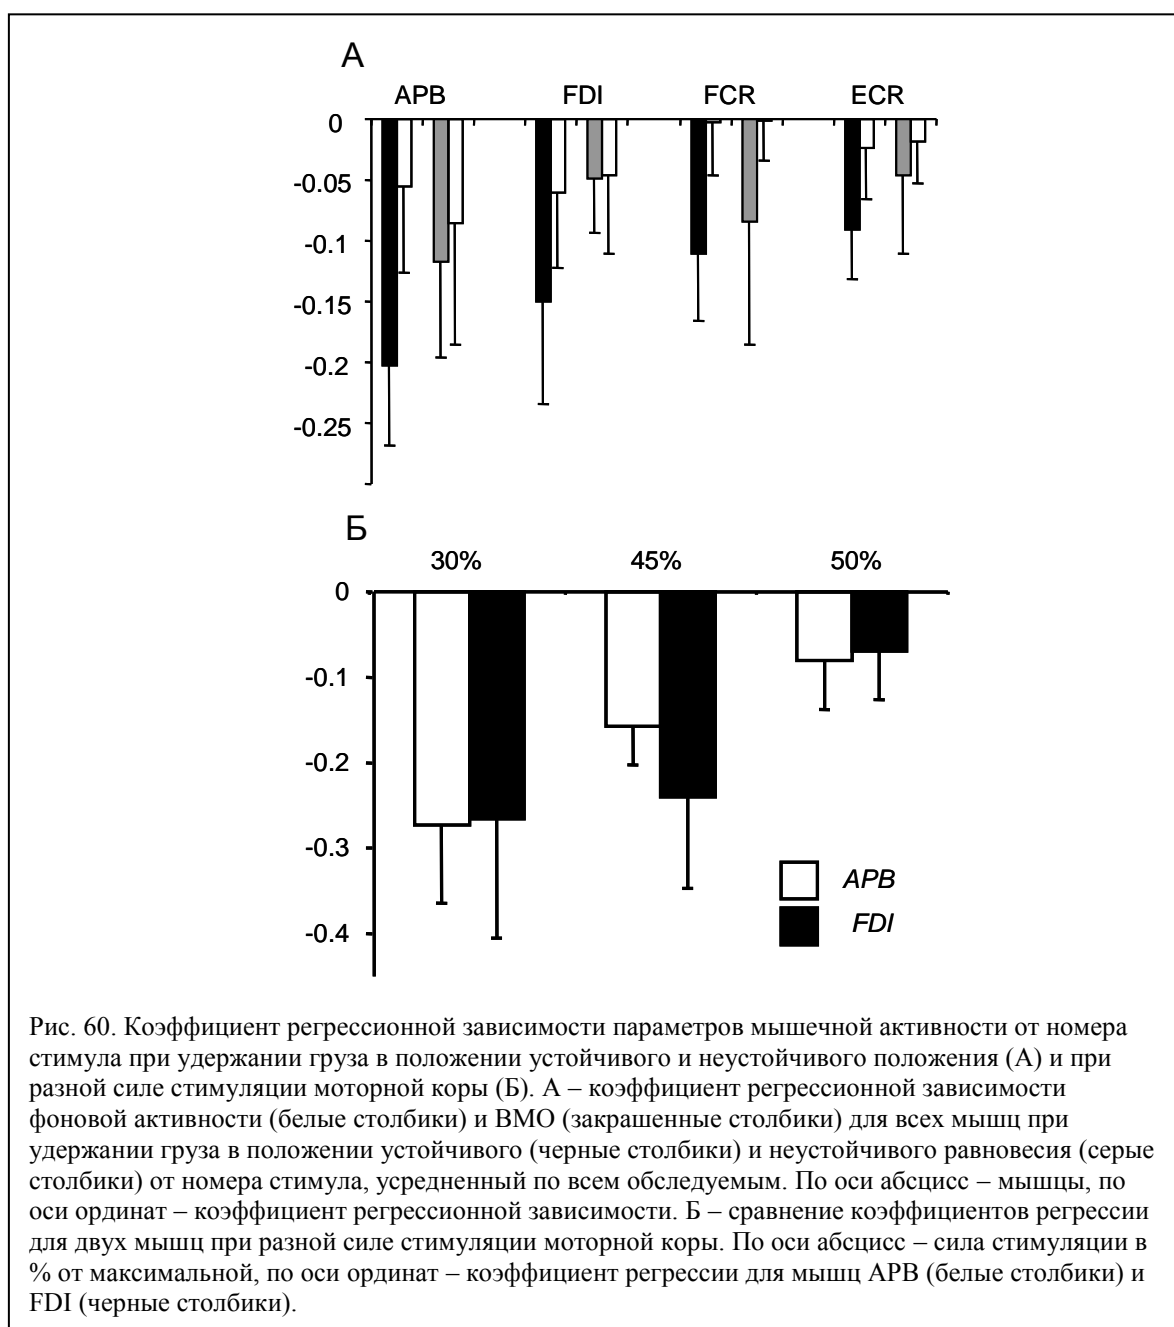 А
APB FDI FCR ECR
0
-0.05
-0.1
-0.15
-0.2
-0.25
Б
30% 45% 50%
0
-0.1
-0.2
-0.3
-0.4
APB
FDI
Рис. 60. Коэффициент регрессионной зависимости параметров мышечной активности от номера
стимула при удержании груза в положении устойчивого и неустойчивого положения (А) и при
разной силе стимуляции моторной коры (Б). А – коэффициент регрессионной зависимости
фоновой активности (белые столбики) и ВМО (закрашенные столбики) для всех мышц при
удержании груза в положении устойчивого (черные столбики) и неустойчивого равновесия (серые
столбики) от номера стимула, усредненный по всем обследуемым. По оси абсцисс – мышцы, по
оси ординат – коэффициент регрессионной зависимости. Б – сравнение коэффициентов регрессии
для двух мышц при разной силе стимуляции моторной коры. По оси абсцисс – сила стимуляции в
% от максимальной, по оси ординат – коэффициент регрессии для мышц APB (белые столбики) и
FDI (черные столбики).